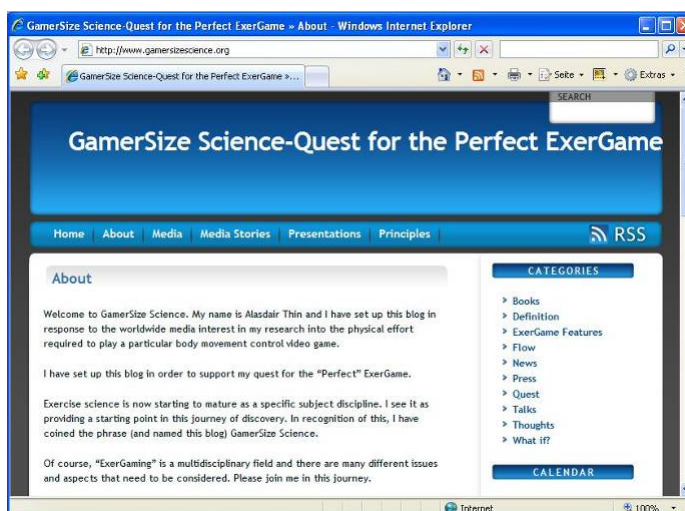 GamerSize Science-Quest for the Perfect ExerGame » About - Windows Internet Explorer
http://www.gamersizescience.org
GamerSize Science-Quest for the Perfect ExerGame »...
Seite
Extras
SEARCH
GamerSize Science-Quest for the Perfect ExerGame
Home About Media Media Stories Presentations Principles
RSS
About
Welcome to GamerSize Science. My name is Alasdair Thin and I have set up this blog in
response to the worldwide media interest in my research into the physical effort
required to play a particular body movement control video game.
I have set up this blog in order to support my quest for the “Perfect” ExerGame.
Exercise science is now starting to mature as a specific subject discipline. I see it as
providing a starting point in this journey of discovery. In recognition of this, I have
coined the phrase (and named this blog) GamerSize Science.
Of course, “ExerGaming” is a multidisciplinary field and there are many different issues
and aspects that need to be considered. Please join me in this journey.
CATEGORIES
Books
Definition
ExerGame Features
Flow
News
Press
Quest
Talks
Thoughts
What if?
CALENDAR
Internet
100%